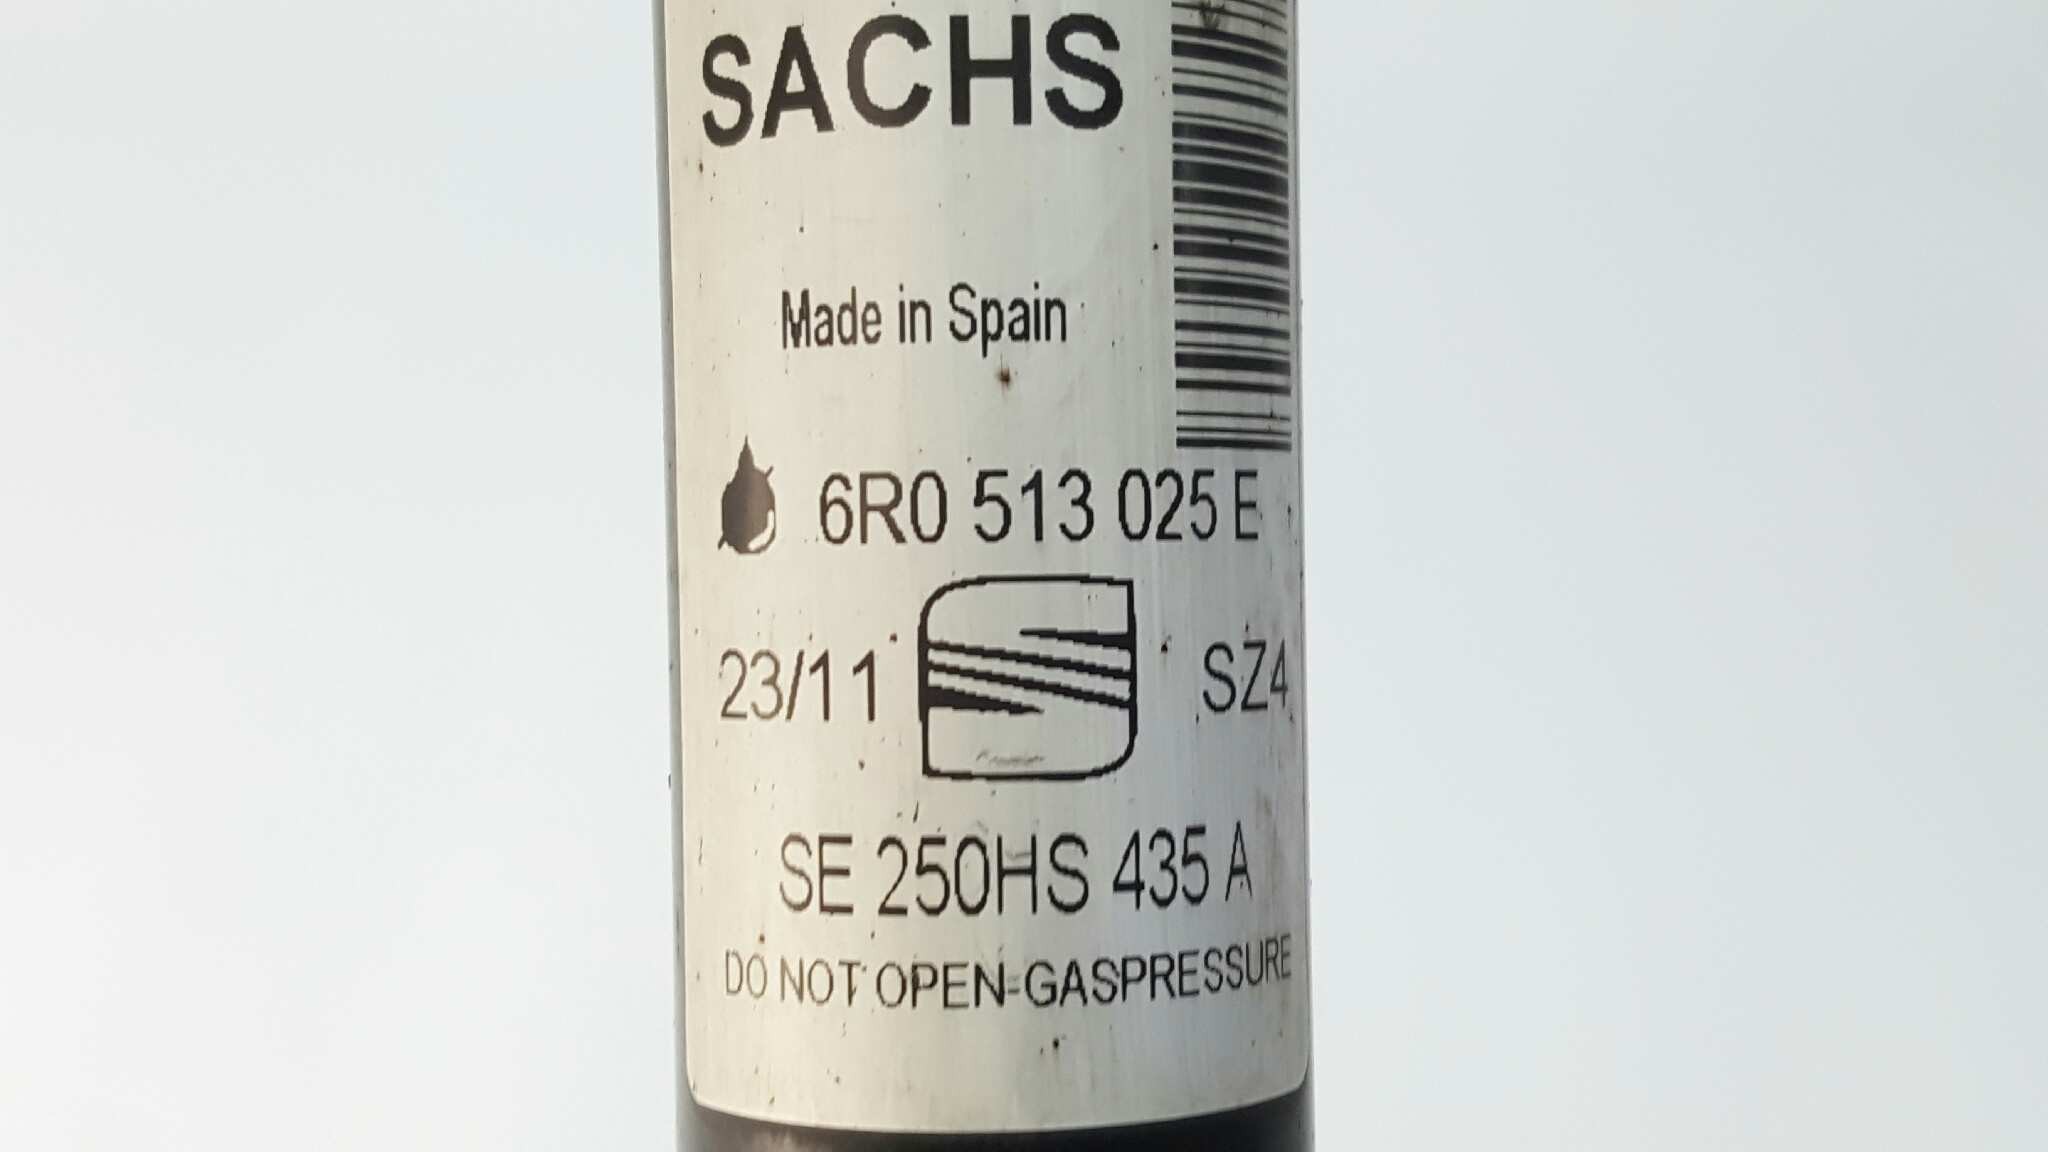 SACHS
Made in Spain
6R0 513 025 E
23/11 SZ4
SE 250HS 435 A
DO NOT OPEN-GASPRESSURE